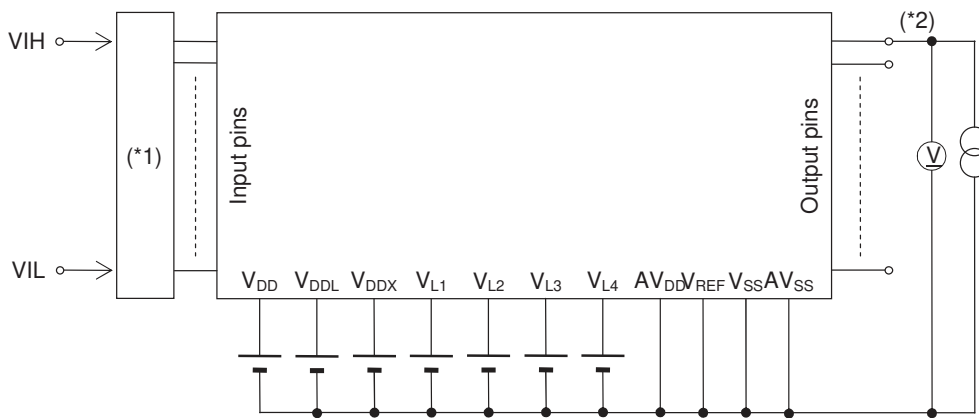 (*2)
VIH
(*1)
Input pins
Output pins
V
VIL
VDD VDDL VDDX VL1 VL2 VL3 VL4 AVDD VREF VSS AVSS